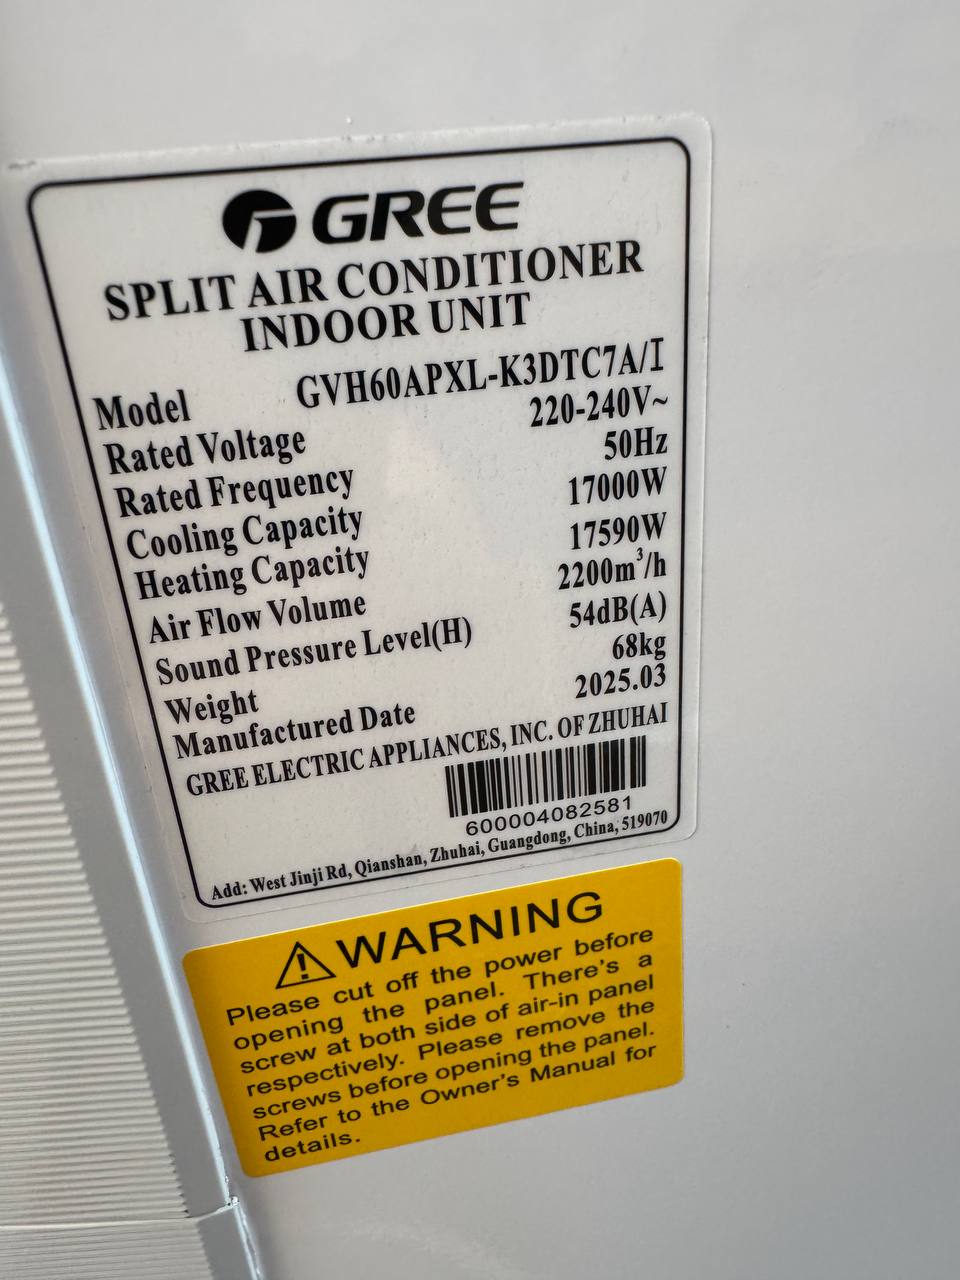 GREE
SPLIT AIR CONDITIONER
INDOOR UNIT
Model GVH60APXL-K3DTC7A/I
Rated Voltage 220-240V~
Rated Frequency 50Hz
Cooling Capacity 17000W
Heating Capacity 17590W
Air Flow Volume 2200m³/h
Sound Pressure Level(H) 54dB(A)
Weight 68kg
Manufactured Date 2025.03
GREE ELECTRIC APPLIANCES, INC. OF ZHUHAI
600004082581
Add: West Jinji Rd, Qianshan, Zhuhai, Guangdong, China, 519070
WARNING
Please cut off the power before
opening the panel. There's a
screw at both side of air-in panel
respectively. Please remove the
screws before opening the panel.
Refer to the Owner's Manual for
details.